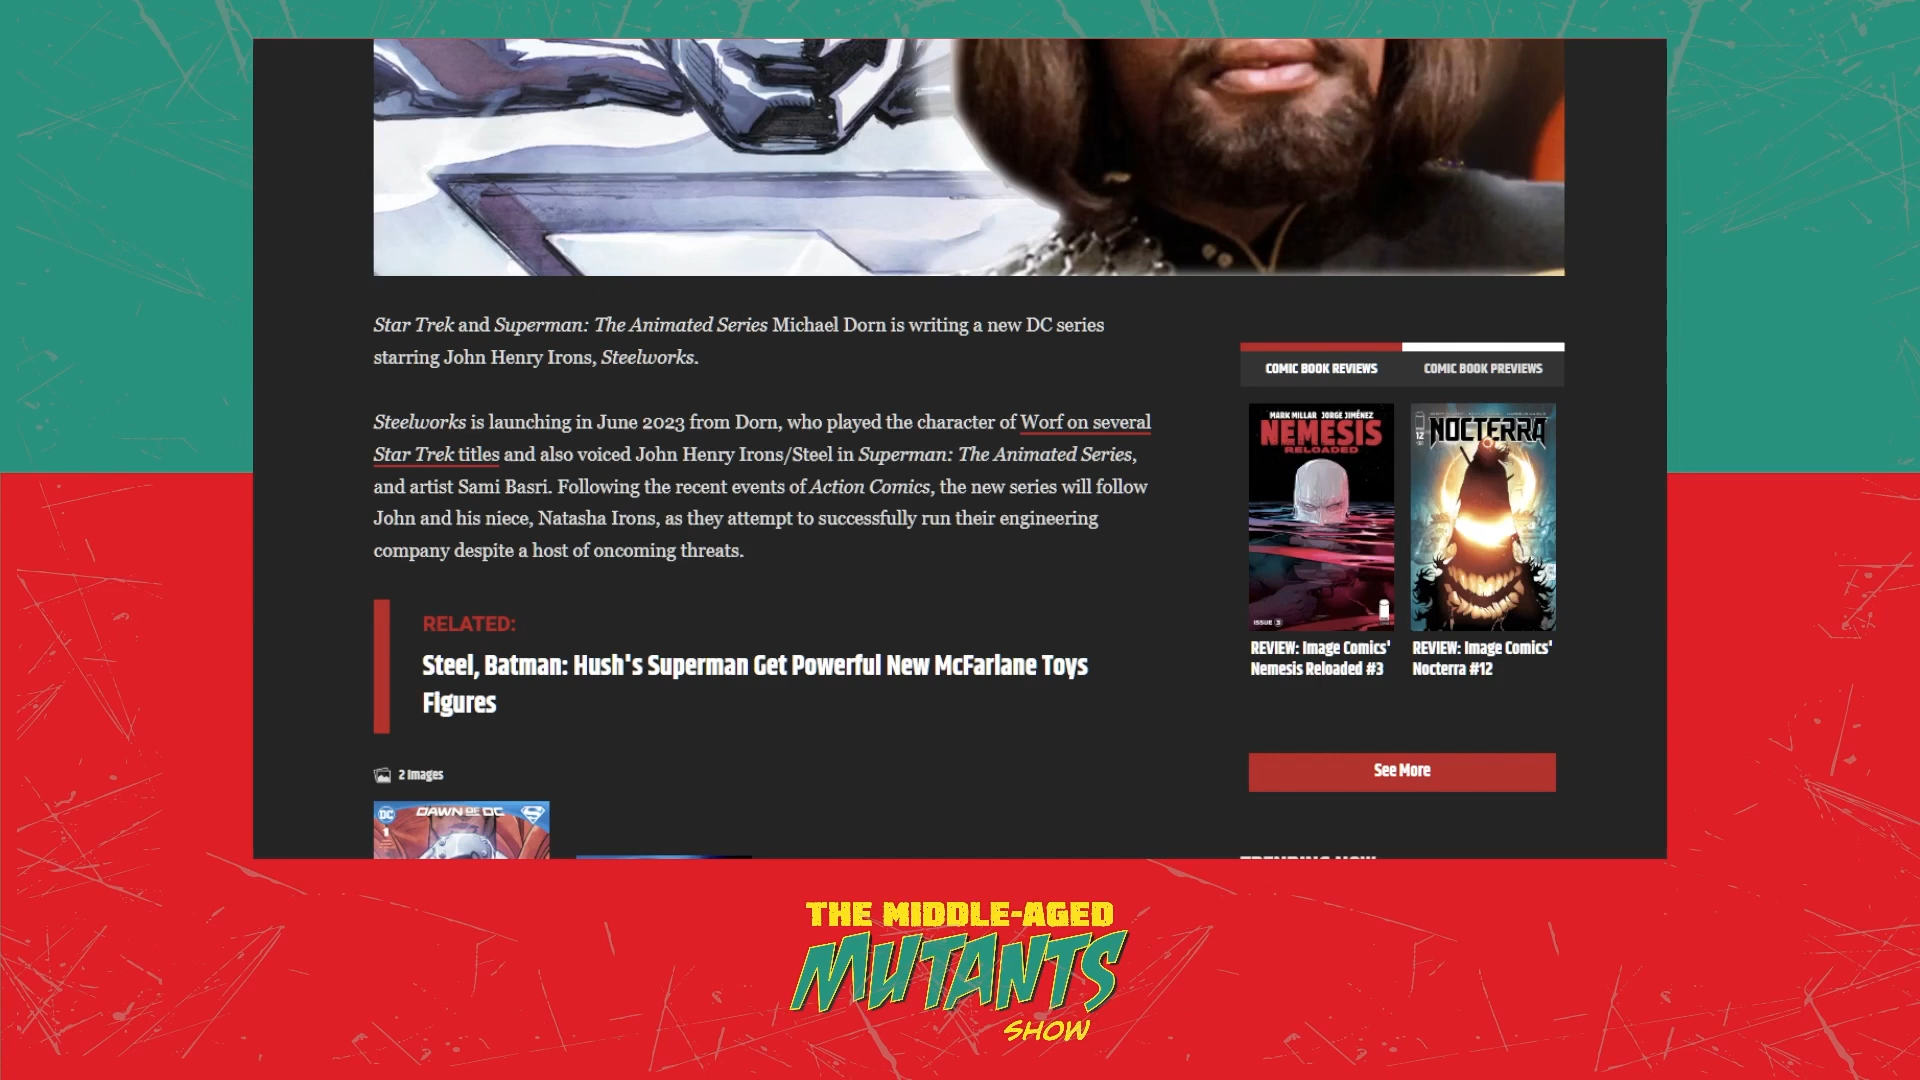 Star Trek and Superman: The Animated Series Michael Dorn is writing a new DC series
starring John Henry Irons, Steelworks.
Steelworks is launching in June 2023 from Dorn, who played the character of Worf on several
Star Trek titles and also voiced John Henry Irons/Steel in Superman: The Animated Series,
and artist Sami Basri. Following the recent events of Action Comics, the new series will follow
John and his niece, Natasha Irons, as they attempt to successfully run their engineering
company despite a host of oncoming threats.
RELATED:
Steel, Batman: Hush's Superman Get Powerful New McFarlane Toys
Figures
2 Images
DC
DAWN OF DC
1
COMIC BOOK REVIEWS
COMIC BOOK PREVIEWS
MARK MILLAR JORGE JIMÉNEZ
NEMESIS
RELOADED
ISSUE 3
12
NOCTERRA
REVIEW: Image Comics'
Nemesis Reloaded #3
REVIEW: Image Comics'
Nocterra #12
See More
TRENDING NOW
THE MIDDLE-AGED
MUTANTS
SHOW